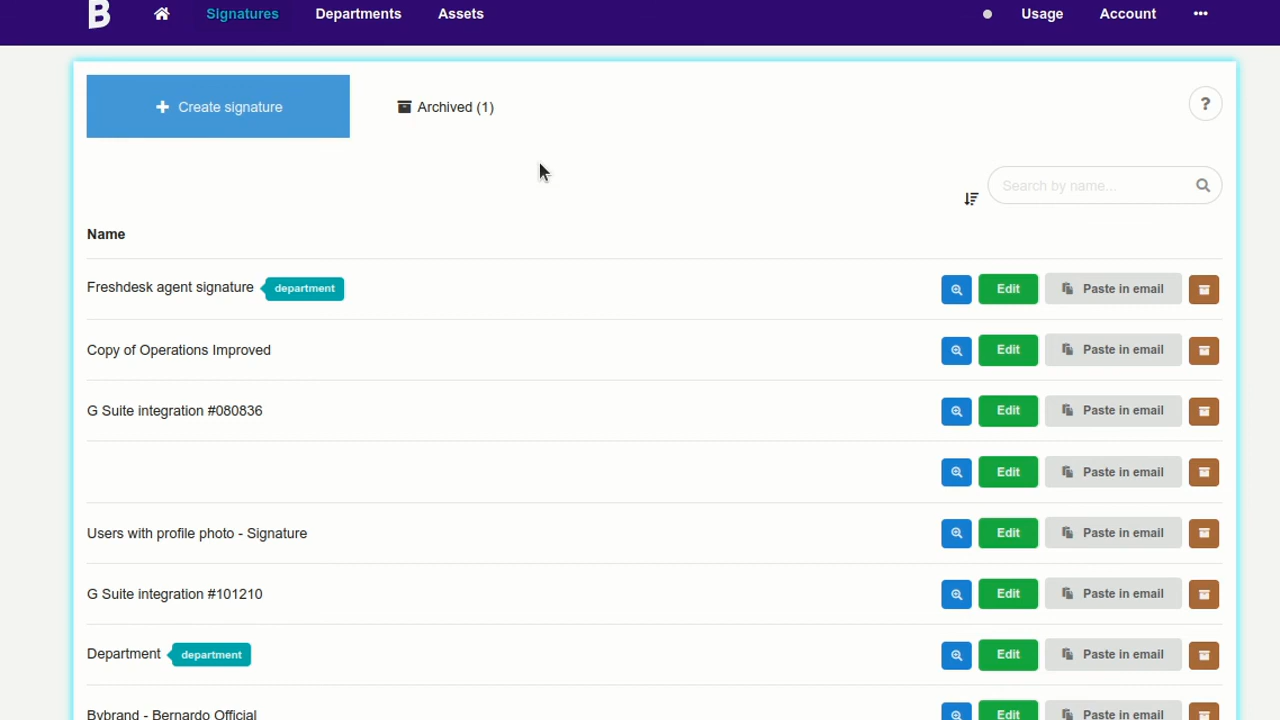 B Signatures Departments Assets Usage Account
Create signature Archived (1) ?
Search by name...
Name
Freshdesk agent signature department Edit Paste in email
Copy of Operations Improved Edit Paste in email
G Suite integration #080836 Edit Paste in email
Edit Paste in email
Users with profile photo - Signature Edit Paste in email
G Suite integration #101210 Edit Paste in email
Department department Edit Paste in email
Bybrand - Bernardo Official Edit Paste in email